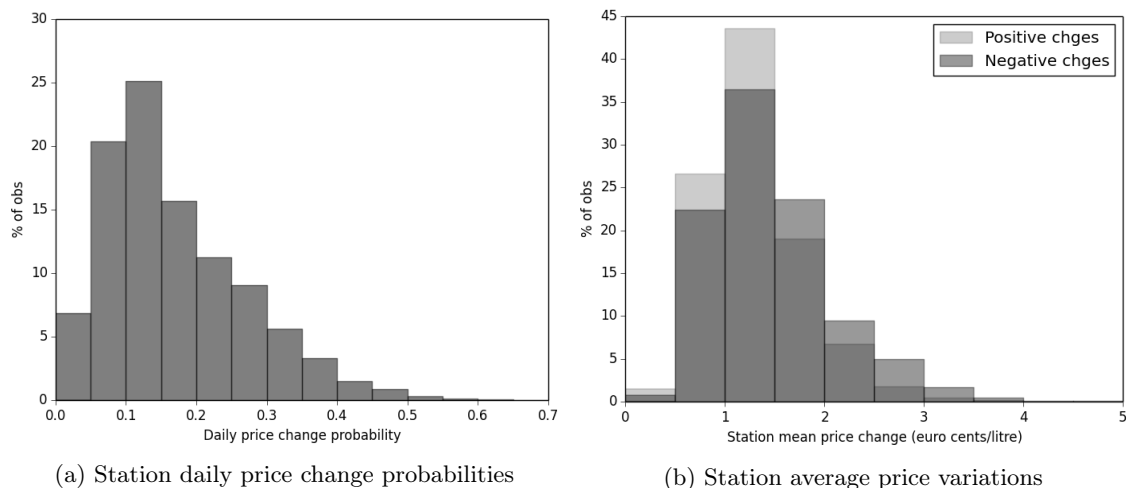 30
25
20
15
10
5
0
% of obs
0.0 0.1 0.2 0.3 0.4 0.5 0.6 0.7
Daily price change probability
(a) Station daily price change probabilities
45
40
35
30
25
20
15
10
5
0
% of obs
Positive chges
Negative chges
0 1 2 3 4 5
Station mean price change (euro cents/litre)
(b) Station average price variations